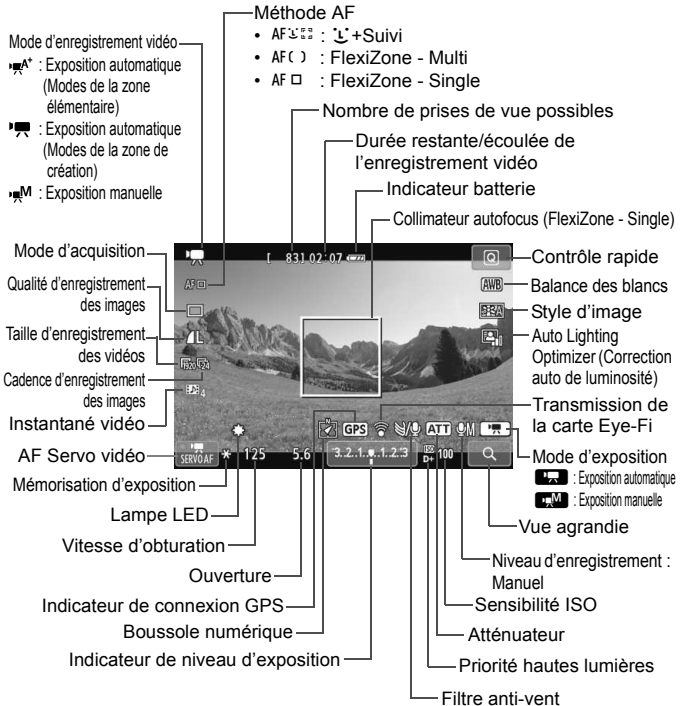 Méthode AF
• AF : +Suivi
• AF( ) : FlexiZone - Multi
• AF : FlexiZone - Single
Mode d'enregistrement vidéo
A+ : Exposition automatique
(Modes de la zone
élémentaire)
: Exposition automatique
(Modes de la zone de
création)
M : Exposition manuelle
Nombre de prises de vue possibles
Durée restante/écoulée de
l'enregistrement vidéo
Indicateur batterie
Collimateur autofocus (FlexiZone - Single)
Mode d'acquisition
Qualité d'enregistrement
des images
Taille d'enregistrement
des vidéos
Cadence d'enregistrement
des images
Instantané vidéo
AF Servo vidéo
Mémorisation d'exposition
Lampe LED
Vitesse d'obturation
Ouverture
Indicateur de connexion GPS
Boussole numérique
Indicateur de niveau d'exposition
[ 83] 02:07
Q
AF
AWB
L
1920 24
4
GPS
ATT
M
SERVO AF
* 125 5.6
3..2..1..0..1..2..3
ISO
D+ 100
Contrôle rapide
Balance des blancs
Style d'image
Auto Lighting
Optimizer (Correction
auto de luminosité)
Transmission de
la carte Eye-Fi
Mode d'exposition
: Exposition automatique
M : Exposition manuelle
Vue agrandie
Niveau d'enregistrement :
Manuel
Sensibilité ISO
Atténuateur
Priorité hautes lumières
Filtre anti-vent